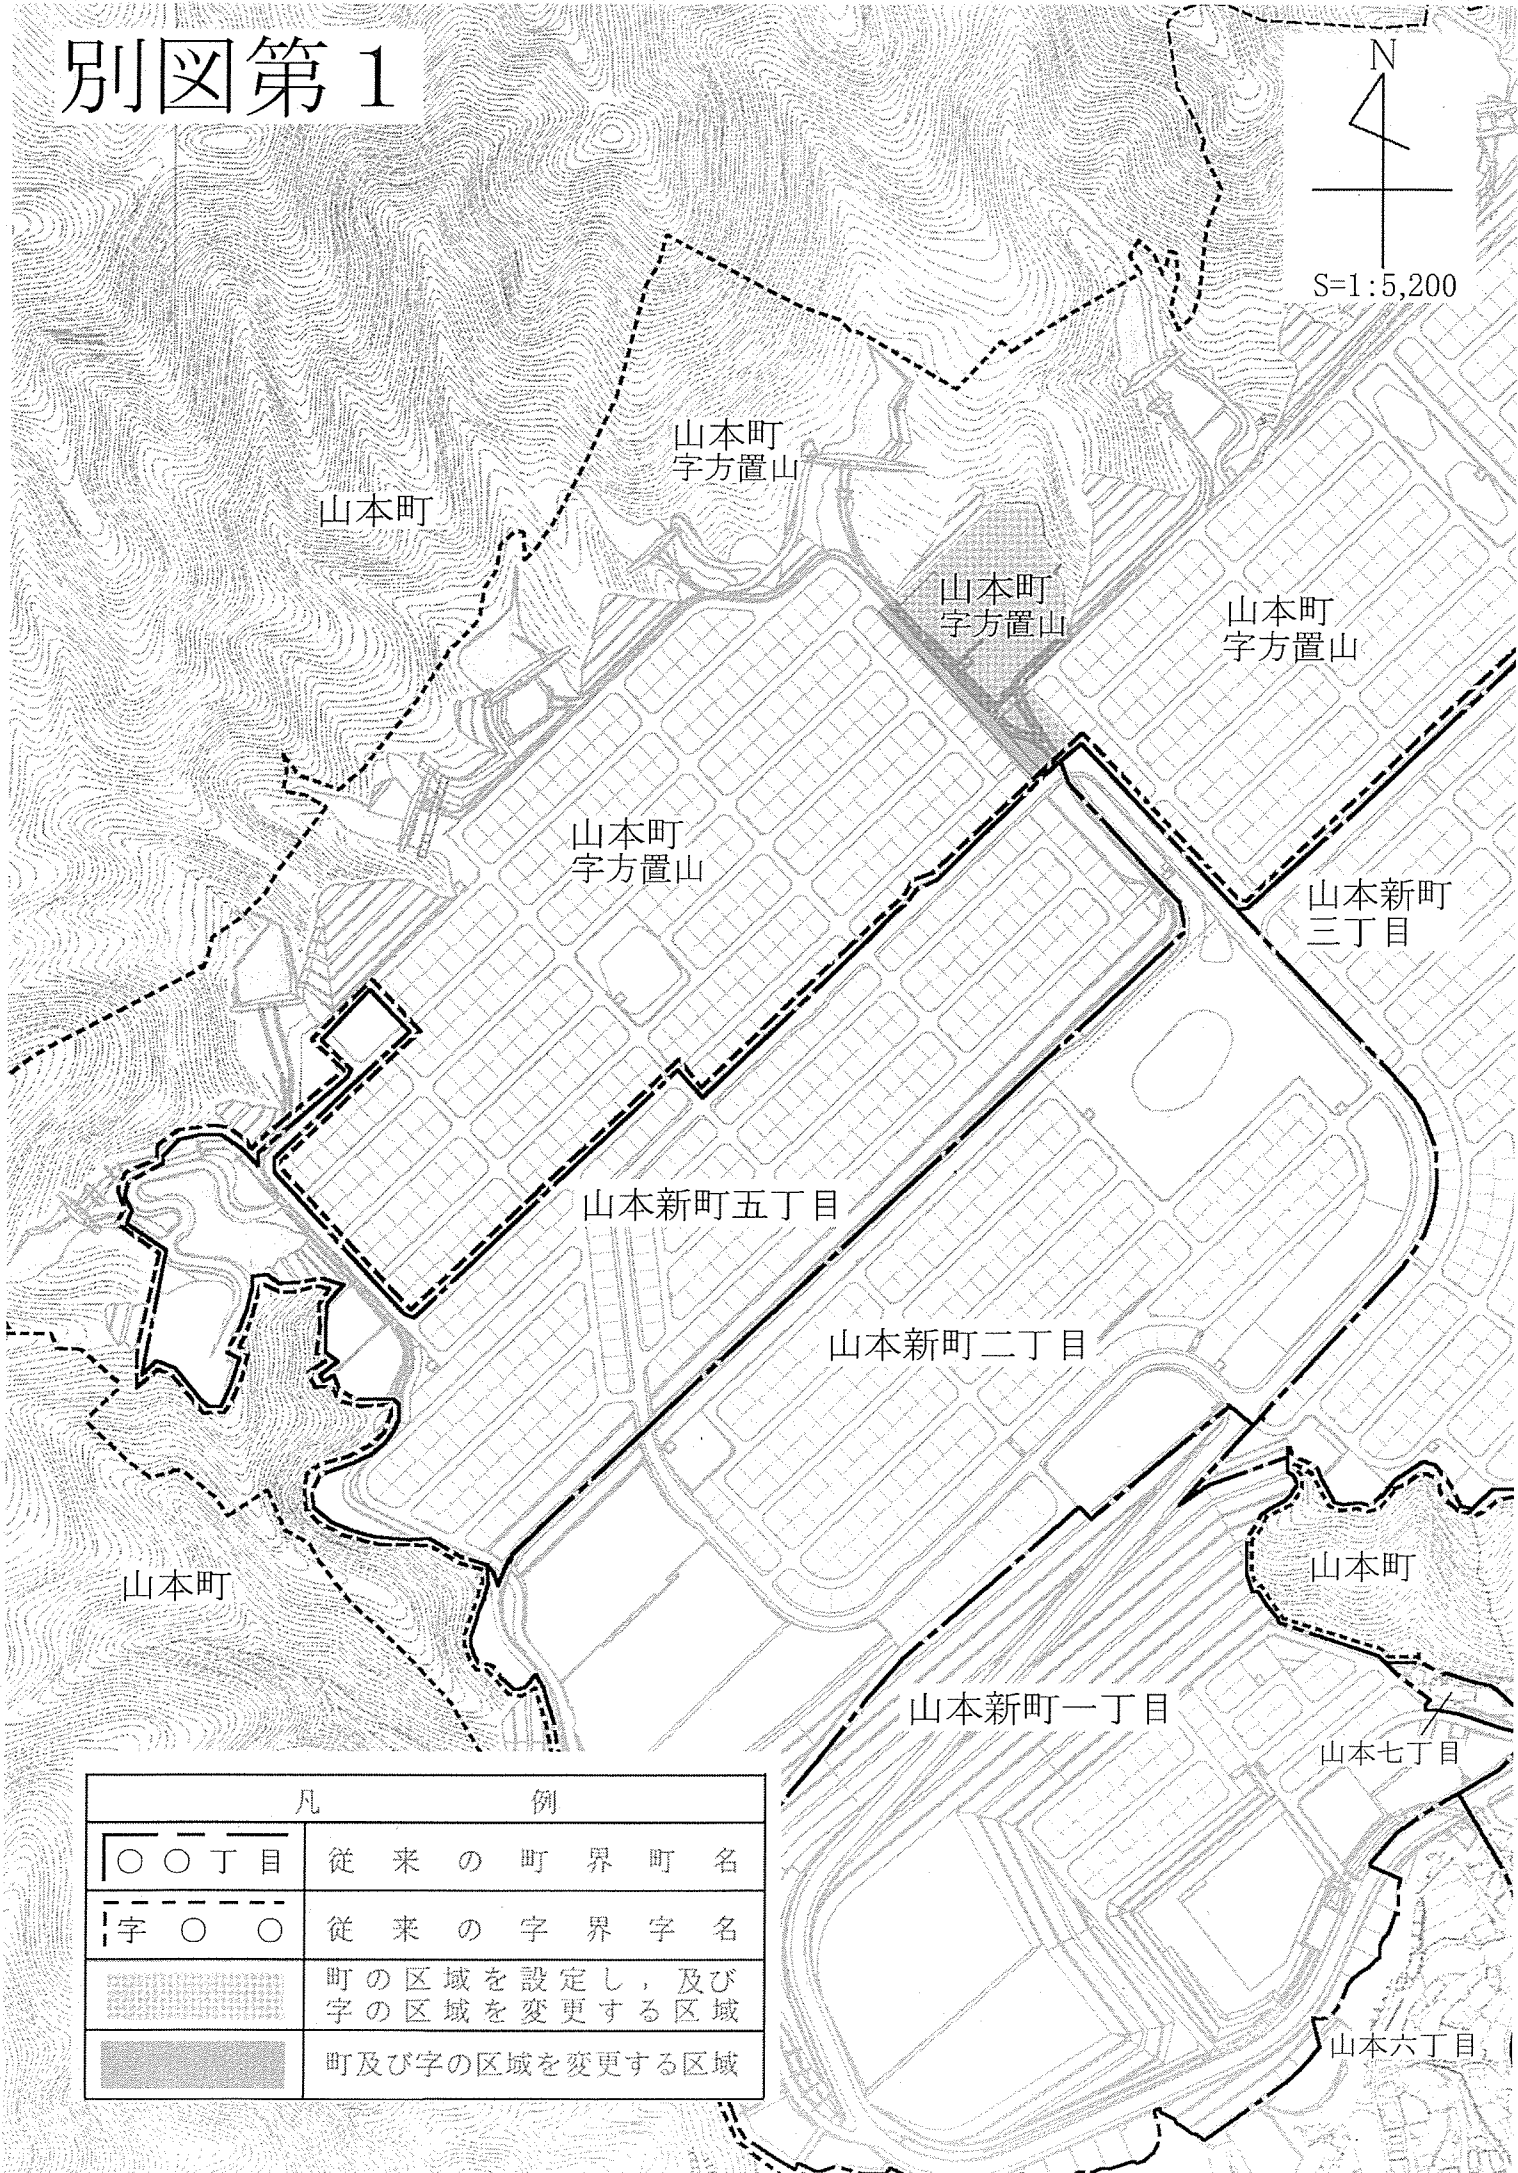 別図第1
N
S=1:5,200
山本町
字方置山
山本町
山本町
字方置山
山本町
字方置山
山本町
字方置山
山本新町
三丁目
山本新町五丁目
山本新町二丁目
山本町
山本町
山本新町一丁目
山本七丁目
山本六丁目
凡例
○○丁目 従来の町界町名
字○○ 従来の字界字名
町の区域を設定し，及び
字の区域を変更する区域
町及び字の区域を変更する区域